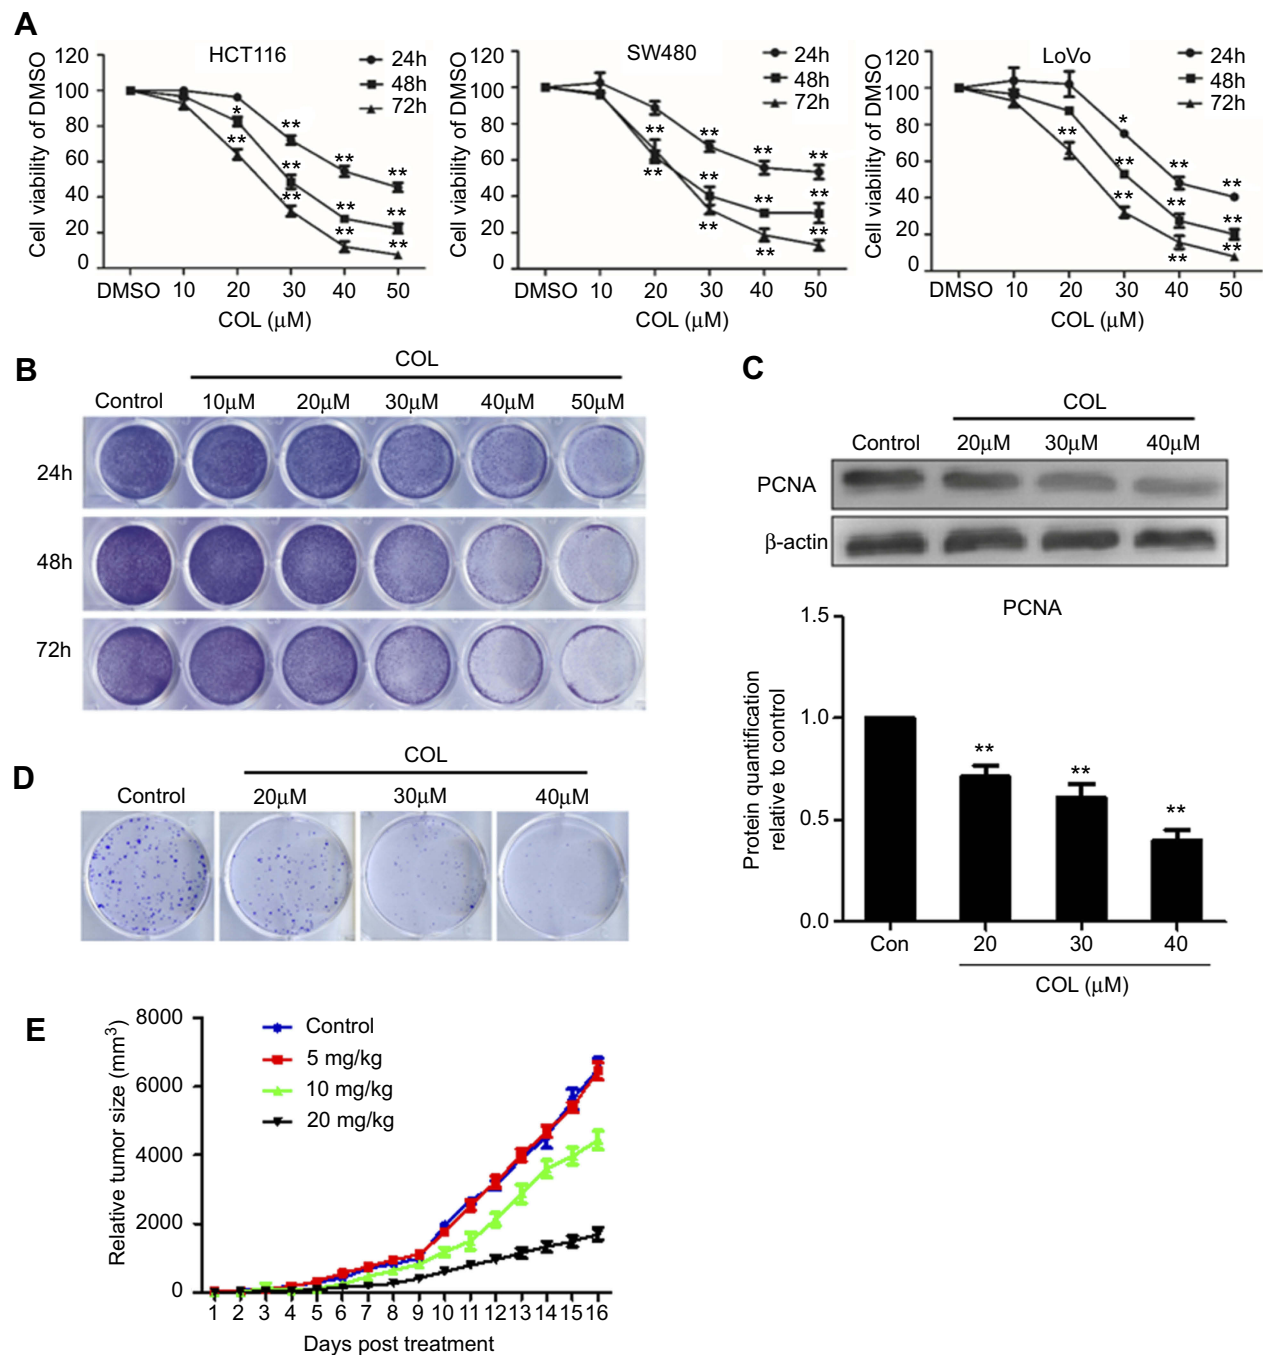 A
HCT116
24h
48h
72h
Cell viability of DMSO
120
100
80
60
40
20
0
* ** ** **
** ** ** **
** ** **
DMSO 10 20 30 40 50
COL (μM)
SW480
24h
48h
72h
Cell viability of DMSO
120
100
80
60
40
20
0
** ** ** **
** ** ** **
** ** **
DMSO 10 20 30 40 50
COL (μM)
LoVo
24h
48h
72h
Cell viability of DMSO
120
100
80
60
40
20
0
* ** **
** ** ** **
** ** **
DMSO 10 20 30 40 50
COL (μM)
B
COL
Control 10μM 20μM 30μM 40μM 50μM
24h
48h
72h
C
COL
Control 20μM 30μM 40μM
PCNA
β-actin
PCNA
Protein quantification
relative to control
1.5
1.0
0.5
0.0
** ** **
Con 20 30 40
COL (μM)
D
COL
Control 20μM 30μM 40μM
E
Relative tumor size (mm³)
8000
6000
4000
2000
0
Control
5 mg/kg
10 mg/kg
20 mg/kg
1 2 3 4 5 6 7 8 9 10 11 12 13 14 15 16
Days post treatment